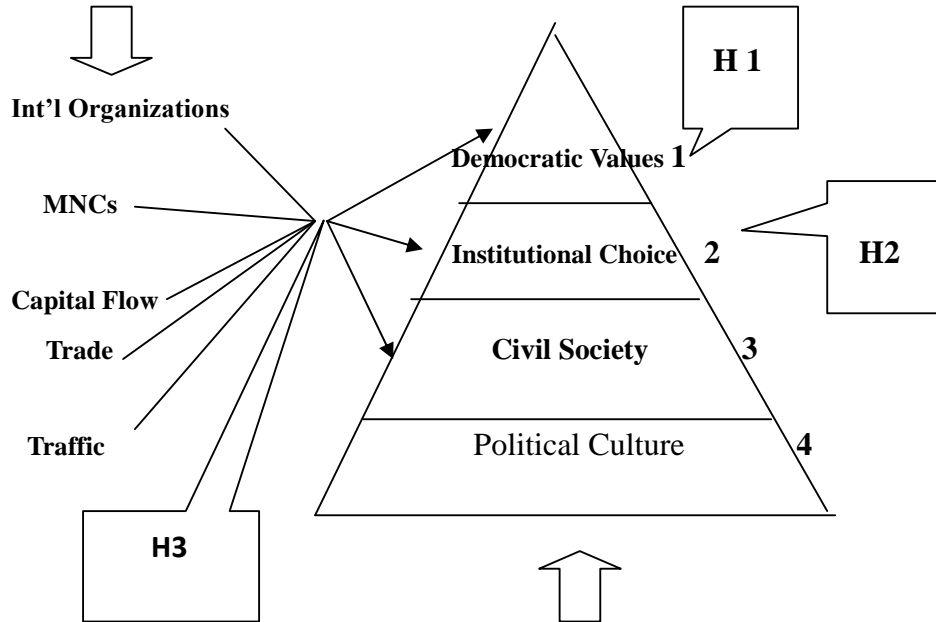 Int’l Organizations
MNCs
Capital Flow
Trade
Traffic
H3
Democratic Values 1
Institutional Choice 2
Civil Society 3
Political Culture 4
H 1
H2